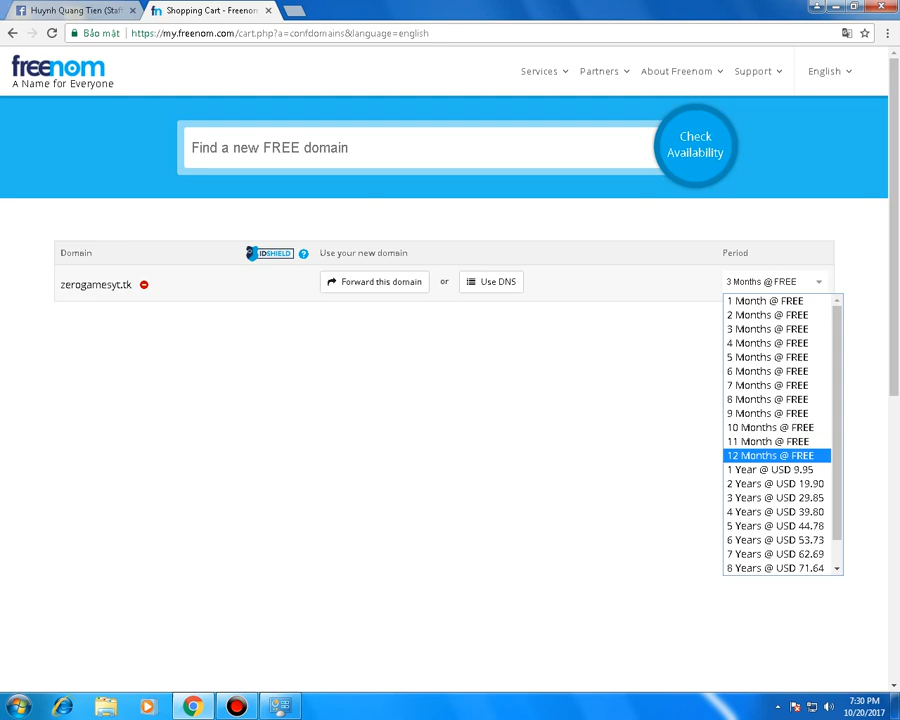 Huynh Quang Tien (Staff
Shopping Cart - Freenom
Bảo mật
https://my.freenom.com/cart.php?a=confdomains&language=english
freenom
A Name for Everyone
Services
Partners
About Freenom
Support
English
Find a new FREE domain
Check
Availability
Domain
IDSHIELD
?
Use your new domain
Period
zerogamesyt.tk
Forward this domain
or
Use DNS
3 Months @ FREE
1 Month @ FREE
2 Months @ FREE
3 Months @ FREE
4 Months @ FREE
5 Months @ FREE
6 Months @ FREE
7 Months @ FREE
8 Months @ FREE
9 Months @ FREE
10 Months @ FREE
11 Month @ FREE
12 Months @ FREE
1 Year @ USD 9.95
2 Years @ USD 19.90
3 Years @ USD 29.85
4 Years @ USD 39.80
5 Years @ USD 44.78
6 Years @ USD 53.73
7 Years @ USD 62.69
8 Years @ USD 71.64
7:30 PM
10/20/2017